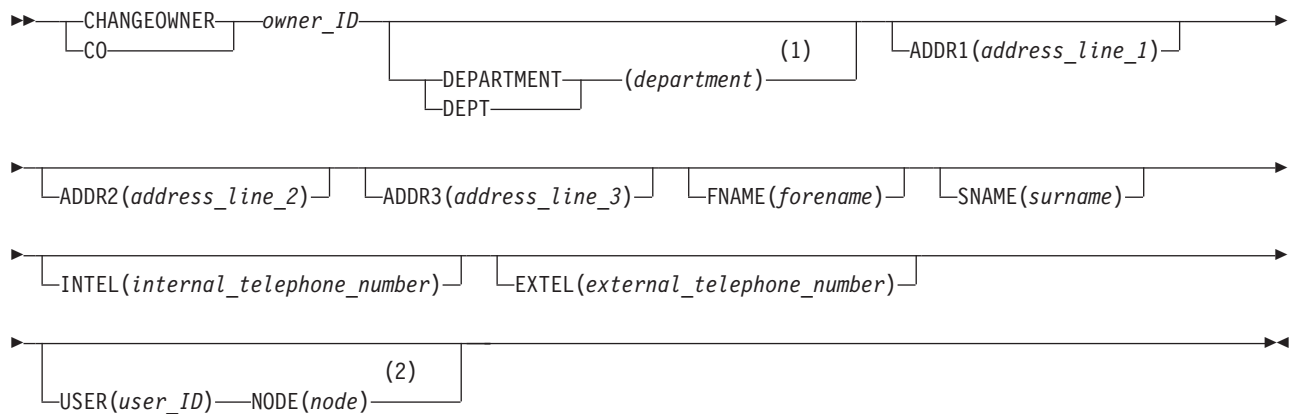 CHANGEOWNER owner_ID
CO (1) ADDR1(address_line_1)
DEPARTMENT (department)
DEPT
ADDR2(address_line_2) ADDR3(address_line_3) FNAME(forename) SNAME(surname)
INTEL(internal_telephone_number) EXTEL(external_telephone_number)
(2)
USER(user_ID) NODE(node)